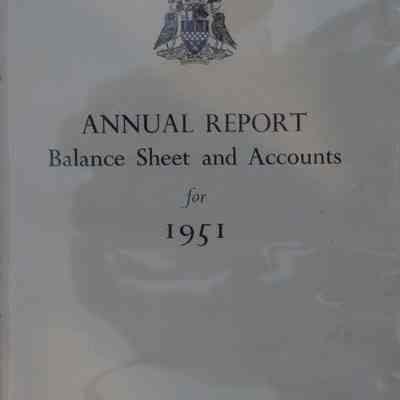 ANNUAL REPORT
Balance Sheet and Accounts
for
1951